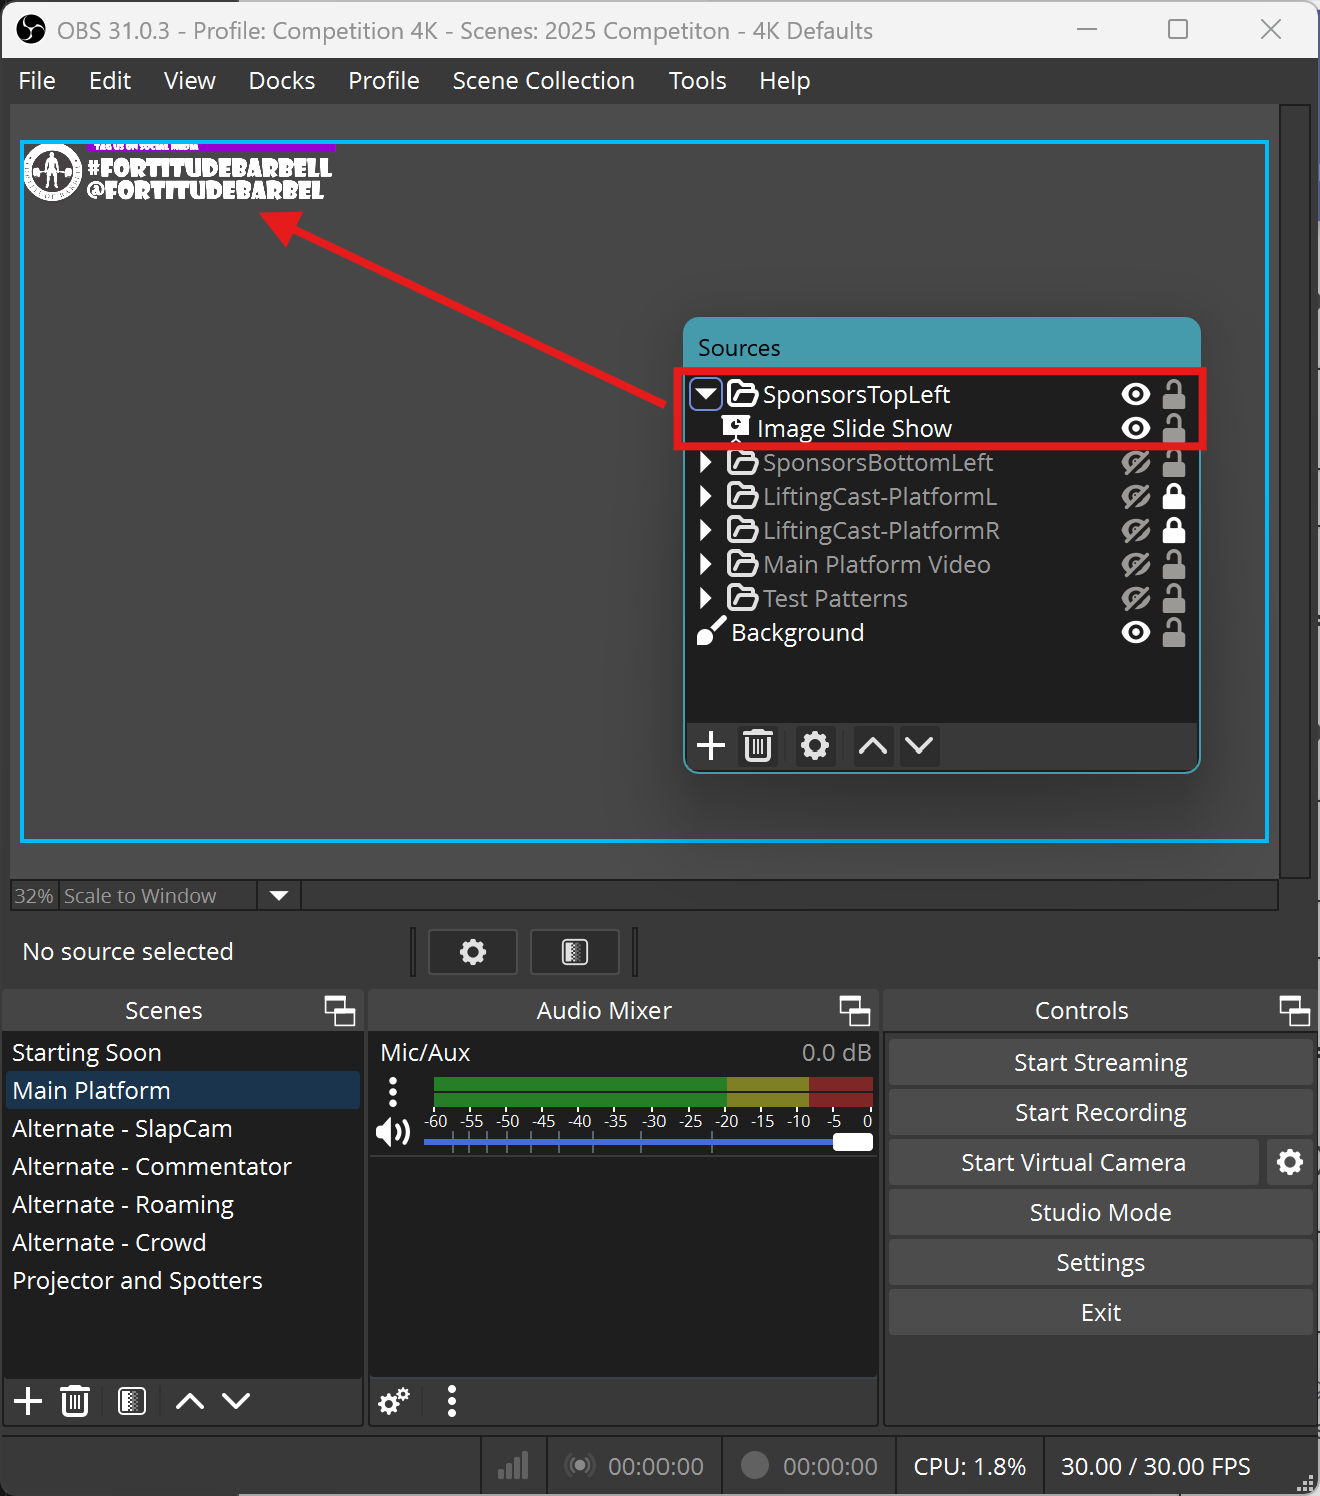 OBS 31.0.3 - Profile: Competition 4K - Scenes: 2025 Competiton - 4K Defaults
File Edit View Docks Profile Scene Collection Tools Help
TAG US ON SOCIAL MEDIA
#FORTITUDEBARBELL
@FORTITUDEBARBEL
Sources
SponsorsTopLeft
Image Slide Show
SponsorsBottomLeft
LiftingCast-PlatformL
LiftingCast-PlatformR
Main Platform Video
Test Patterns
Background
32% Scale to Window
No source selected
Scenes
Starting Soon
Main Platform
Alternate - SlapCam
Alternate - Commentator
Alternate - Roaming
Alternate - Crowd
Projector and Spotters
Audio Mixer
Mic/Aux 0.0 dB
-60 -55 -50 -45 -40 -35 -30 -25 -20 -15 -10 -5 0
Controls
Start Streaming
Start Recording
Start Virtual Camera
Studio Mode
Settings
Exit
00:00:00 00:00:00 CPU: 1.8% 30.00 / 30.00 FPS